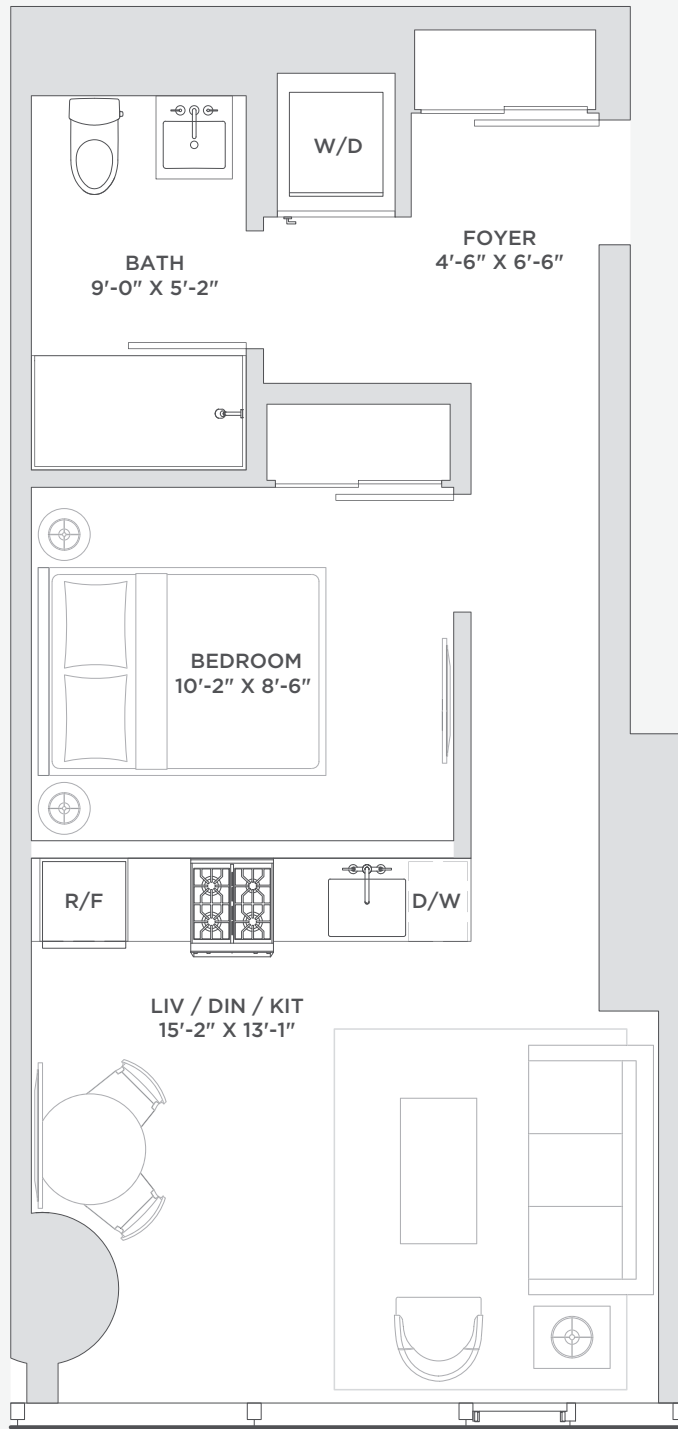 W/D
FOYER
4'-6" X 6'-6"
BATH
9'-0" X 5'-2"
BEDROOM
10'-2" X 8'-6"
R/F
D/W
LIV / DIN / KIT
15'-2" X 13'-1"